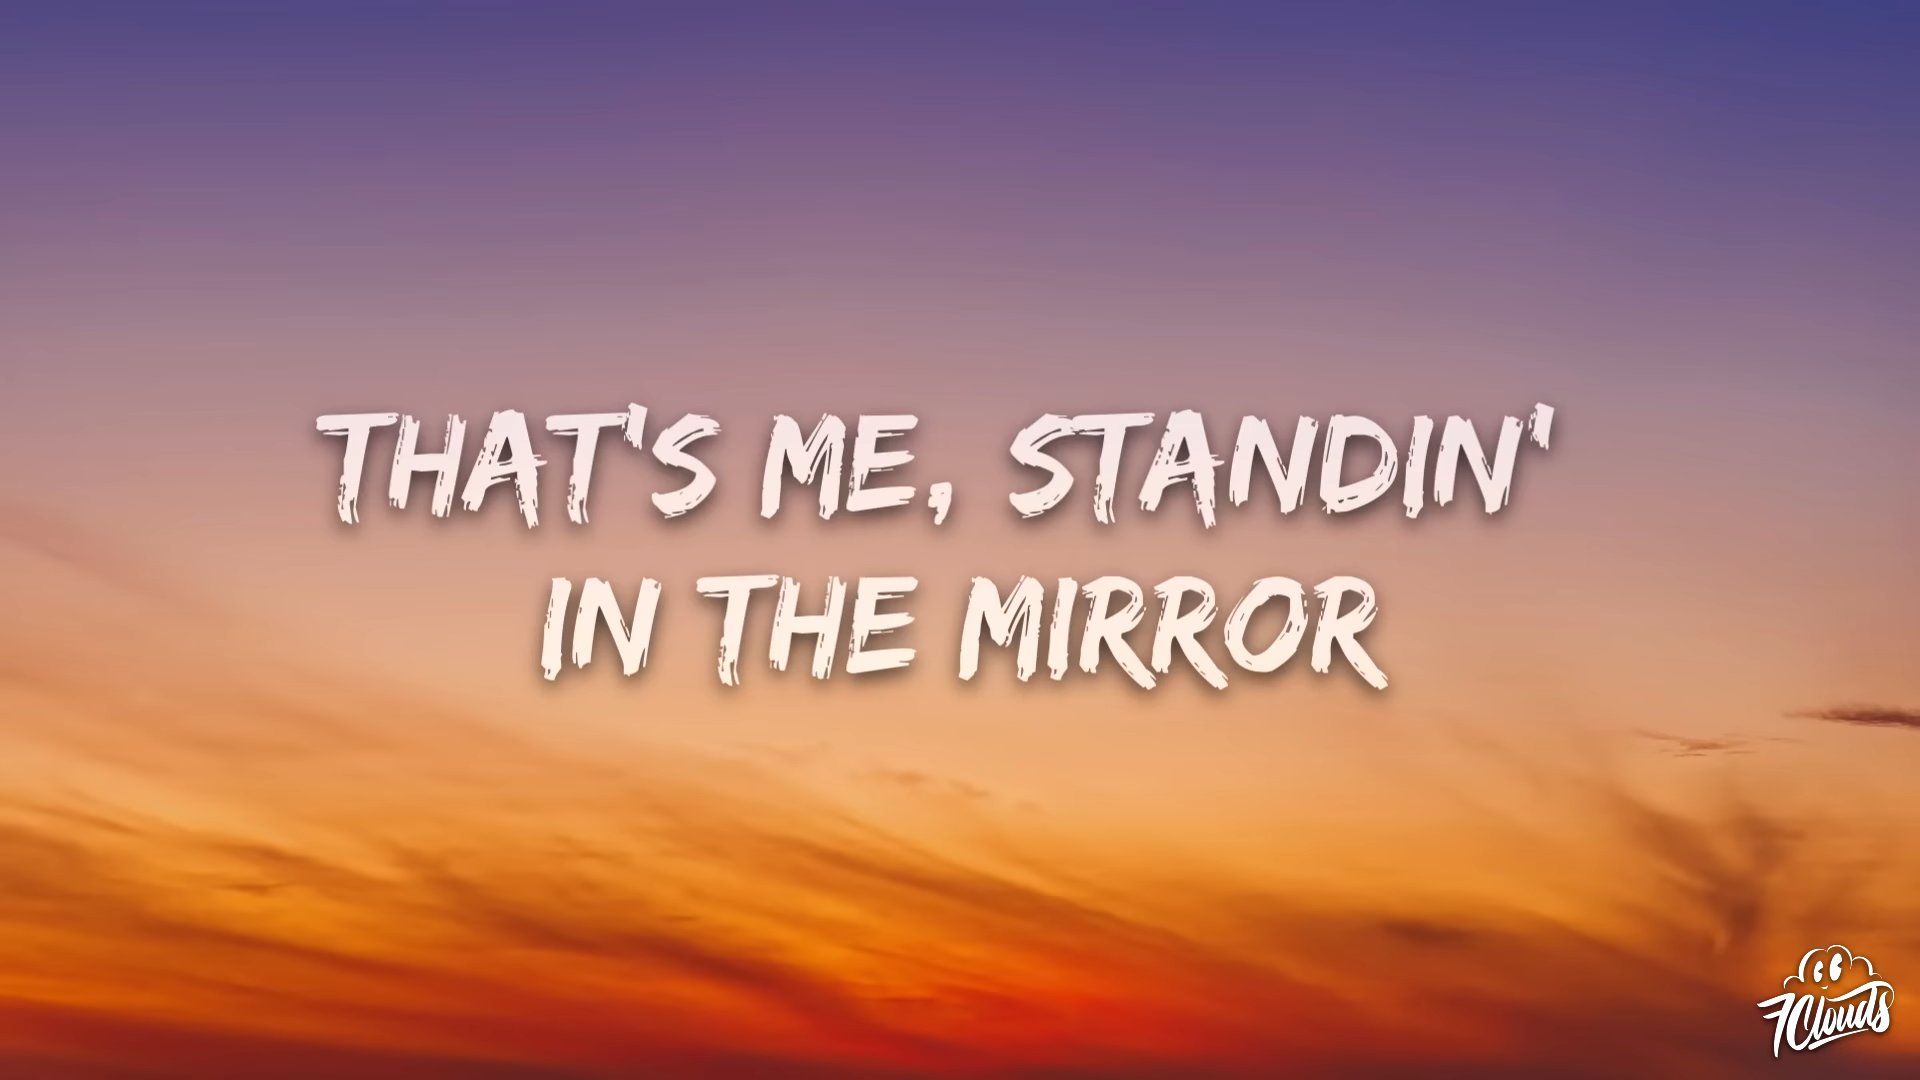 THAT'S ME, STANDIN'
IN THE MIRROR
7Clouds